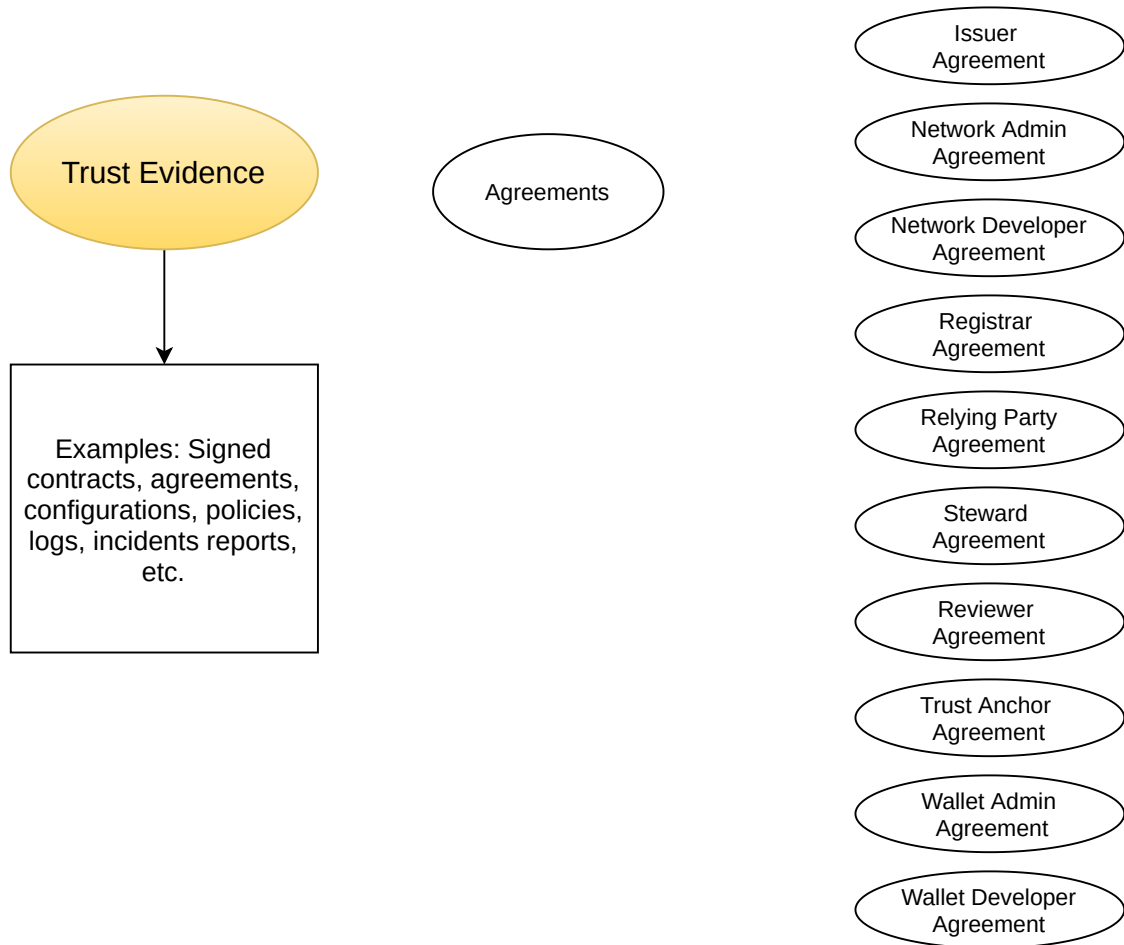 Trust Evidence
Examples: Signed
contracts, agreements,
configurations, policies,
logs, incidents reports,
etc.
Agreements
Issuer
Agreement
Network Admin
Agreement
Network Developer
Agreement
Registrar
Agreement
Relying Party
Agreement
Steward
Agreement
Reviewer
Agreement
Trust Anchor
Agreement
Wallet Admin
Agreement
Wallet Developer
Agreement